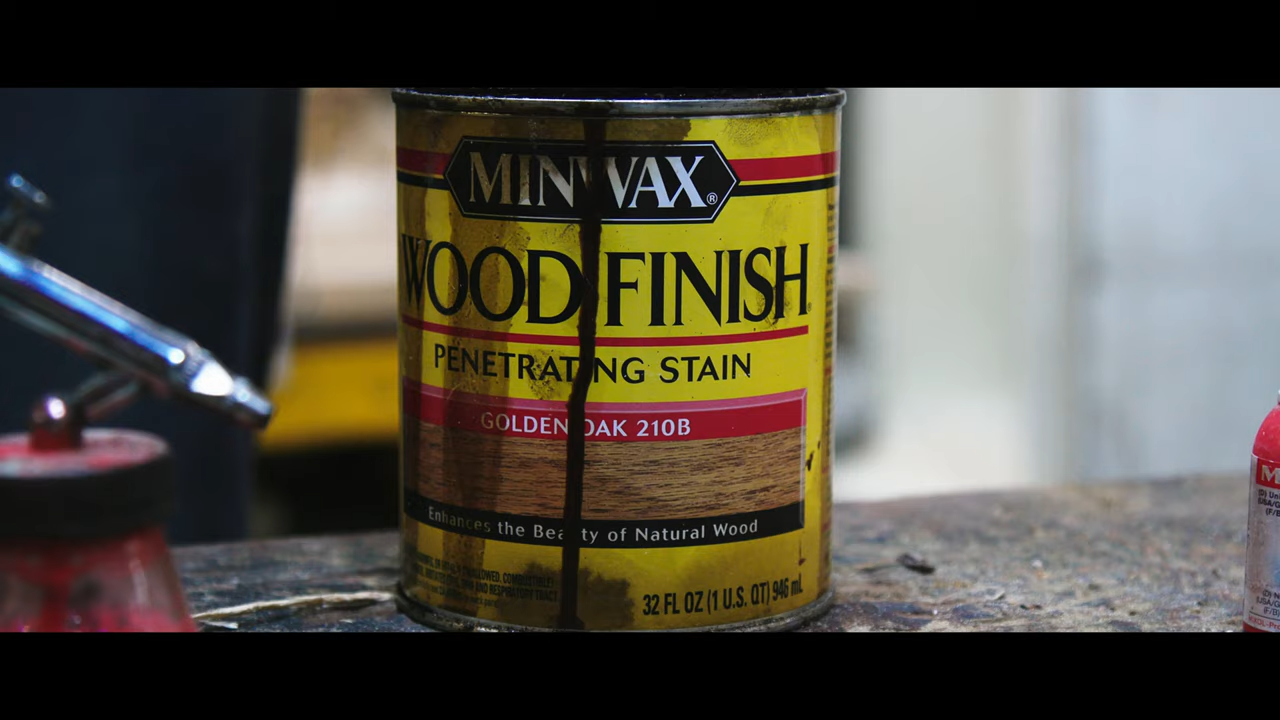 MINWAX®
WOOD FINISH
PENETRATING STAIN
GOLDEN OAK 210B
Enhances the Beauty of Natural Wood
32 FL OZ (1 U.S. QT) 946 mL